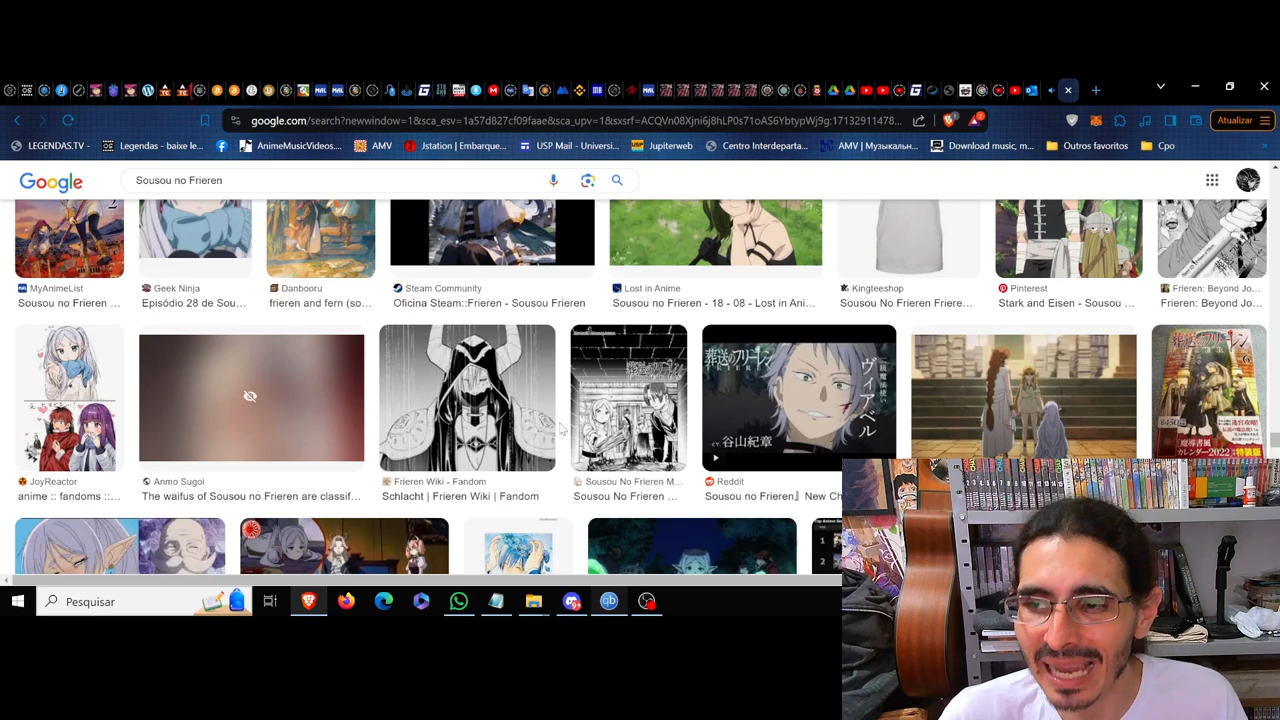 google.com/search?newwindow=1&sca_esv=1a57d827cf09faae&sca_upv=1&sxsrf=ACQVn08Xjni6j8hLP0s71oAS6YbtypWj9g:17132911478...
Atualizar
LEGENDAS.TV -
Legendas - baixe le...
AnimeMusicVideos...
AMV
Jstation | Embarque...
USP Mail - Universi...
Jupiterweb
Centro Interdeparta...
AMV | Музыкальн...
Download music, m...
Outros favoritos
Cpo
Google
Sousou no Frieren
MyAnimeList
Sousou no Frieren ...
Geek Ninja
Episódio 28 de Sou...
Danbooru
frieren and fern (so...
Steam Community
Oficina Steam::Frieren - Sousou Frieren
Lost in Anime
Sousou no Frieren - 18 - 08 - Lost in Ani...
Kingteeshop
Sousou No Frieren Friere...
Pinterest
Stark and Eisen - Sousou ...
Frieren: Beyond Jo...
Frieren: Beyond Jo...
葬送のフリーレン
FRIEREN
一級魔法使い
ヴィアベル
cv. 谷山紀章
JoyReactor
anime :: fandoms ::...
Anmo Sugoi
The waifus of Sousou no Frieren are classif...
Frieren Wiki - Fandom
Schlacht | Frieren Wiki | Fandom
Sousou No Frieren M...
Sousou No Frieren ...
Reddit
Sousou no Frieren』 New Ch
Pesquisar